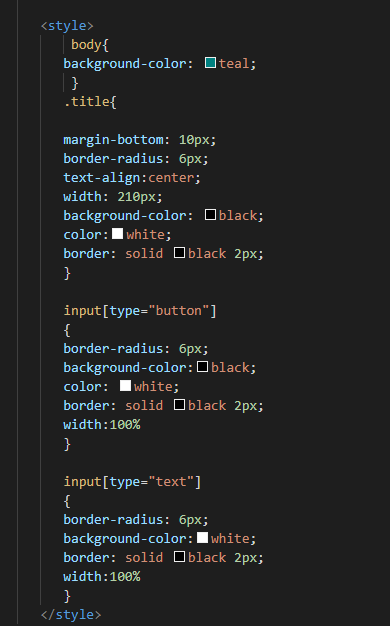 <style>
body{
background-color: teal;
}
.title{
margin-bottom: 10px;
border-radius: 6px;
text-align:center;
width: 210px;
background-color: black;
color:white;
border: solid black 2px;
}
input[type="button"]
{
border-radius: 6px;
background-color:black;
color: white;
border: solid black 2px;
width:100%
}
input[type="text"]
{
border-radius: 6px;
background-color:white;
border: solid black 2px;
width:100%
}
</style>